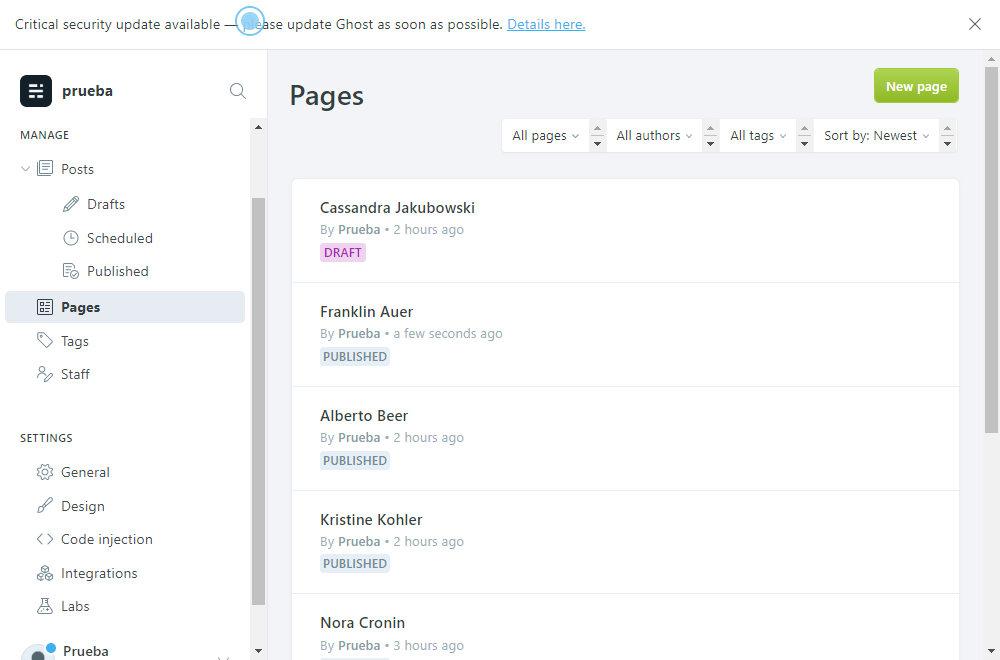 Critical security update available — please update Ghost as soon as possible. Details here.
prueba
MANAGE
Posts
Drafts
Scheduled
Published
Pages
Tags
Staff
SETTINGS
General
Design
Code injection
Integrations
Labs
Prueba
Pages
New page
All pages
All authors
All tags
Sort by: Newest
Cassandra Jakubowski
By Prueba • 2 hours ago
DRAFT
Franklin Auer
By Prueba • a few seconds ago
PUBLISHED
Alberto Beer
By Prueba • 2 hours ago
PUBLISHED
Kristine Kohler
By Prueba • 2 hours ago
PUBLISHED
Nora Cronin
By Prueba • 3 hours ago